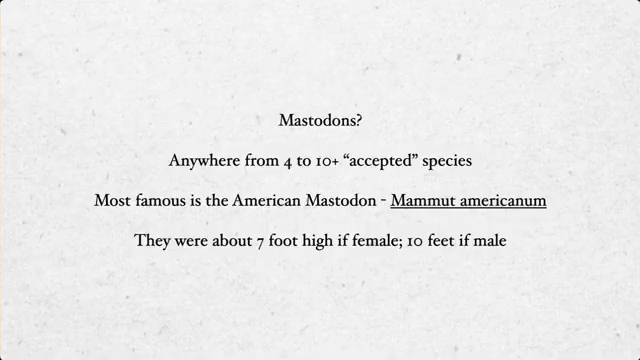 Mastodons?
Anywhere from 4 to 10+ “accepted” species
Most famous is the American Mastodon - Mammut americanum
They were about 7 foot high if female; 10 feet if male